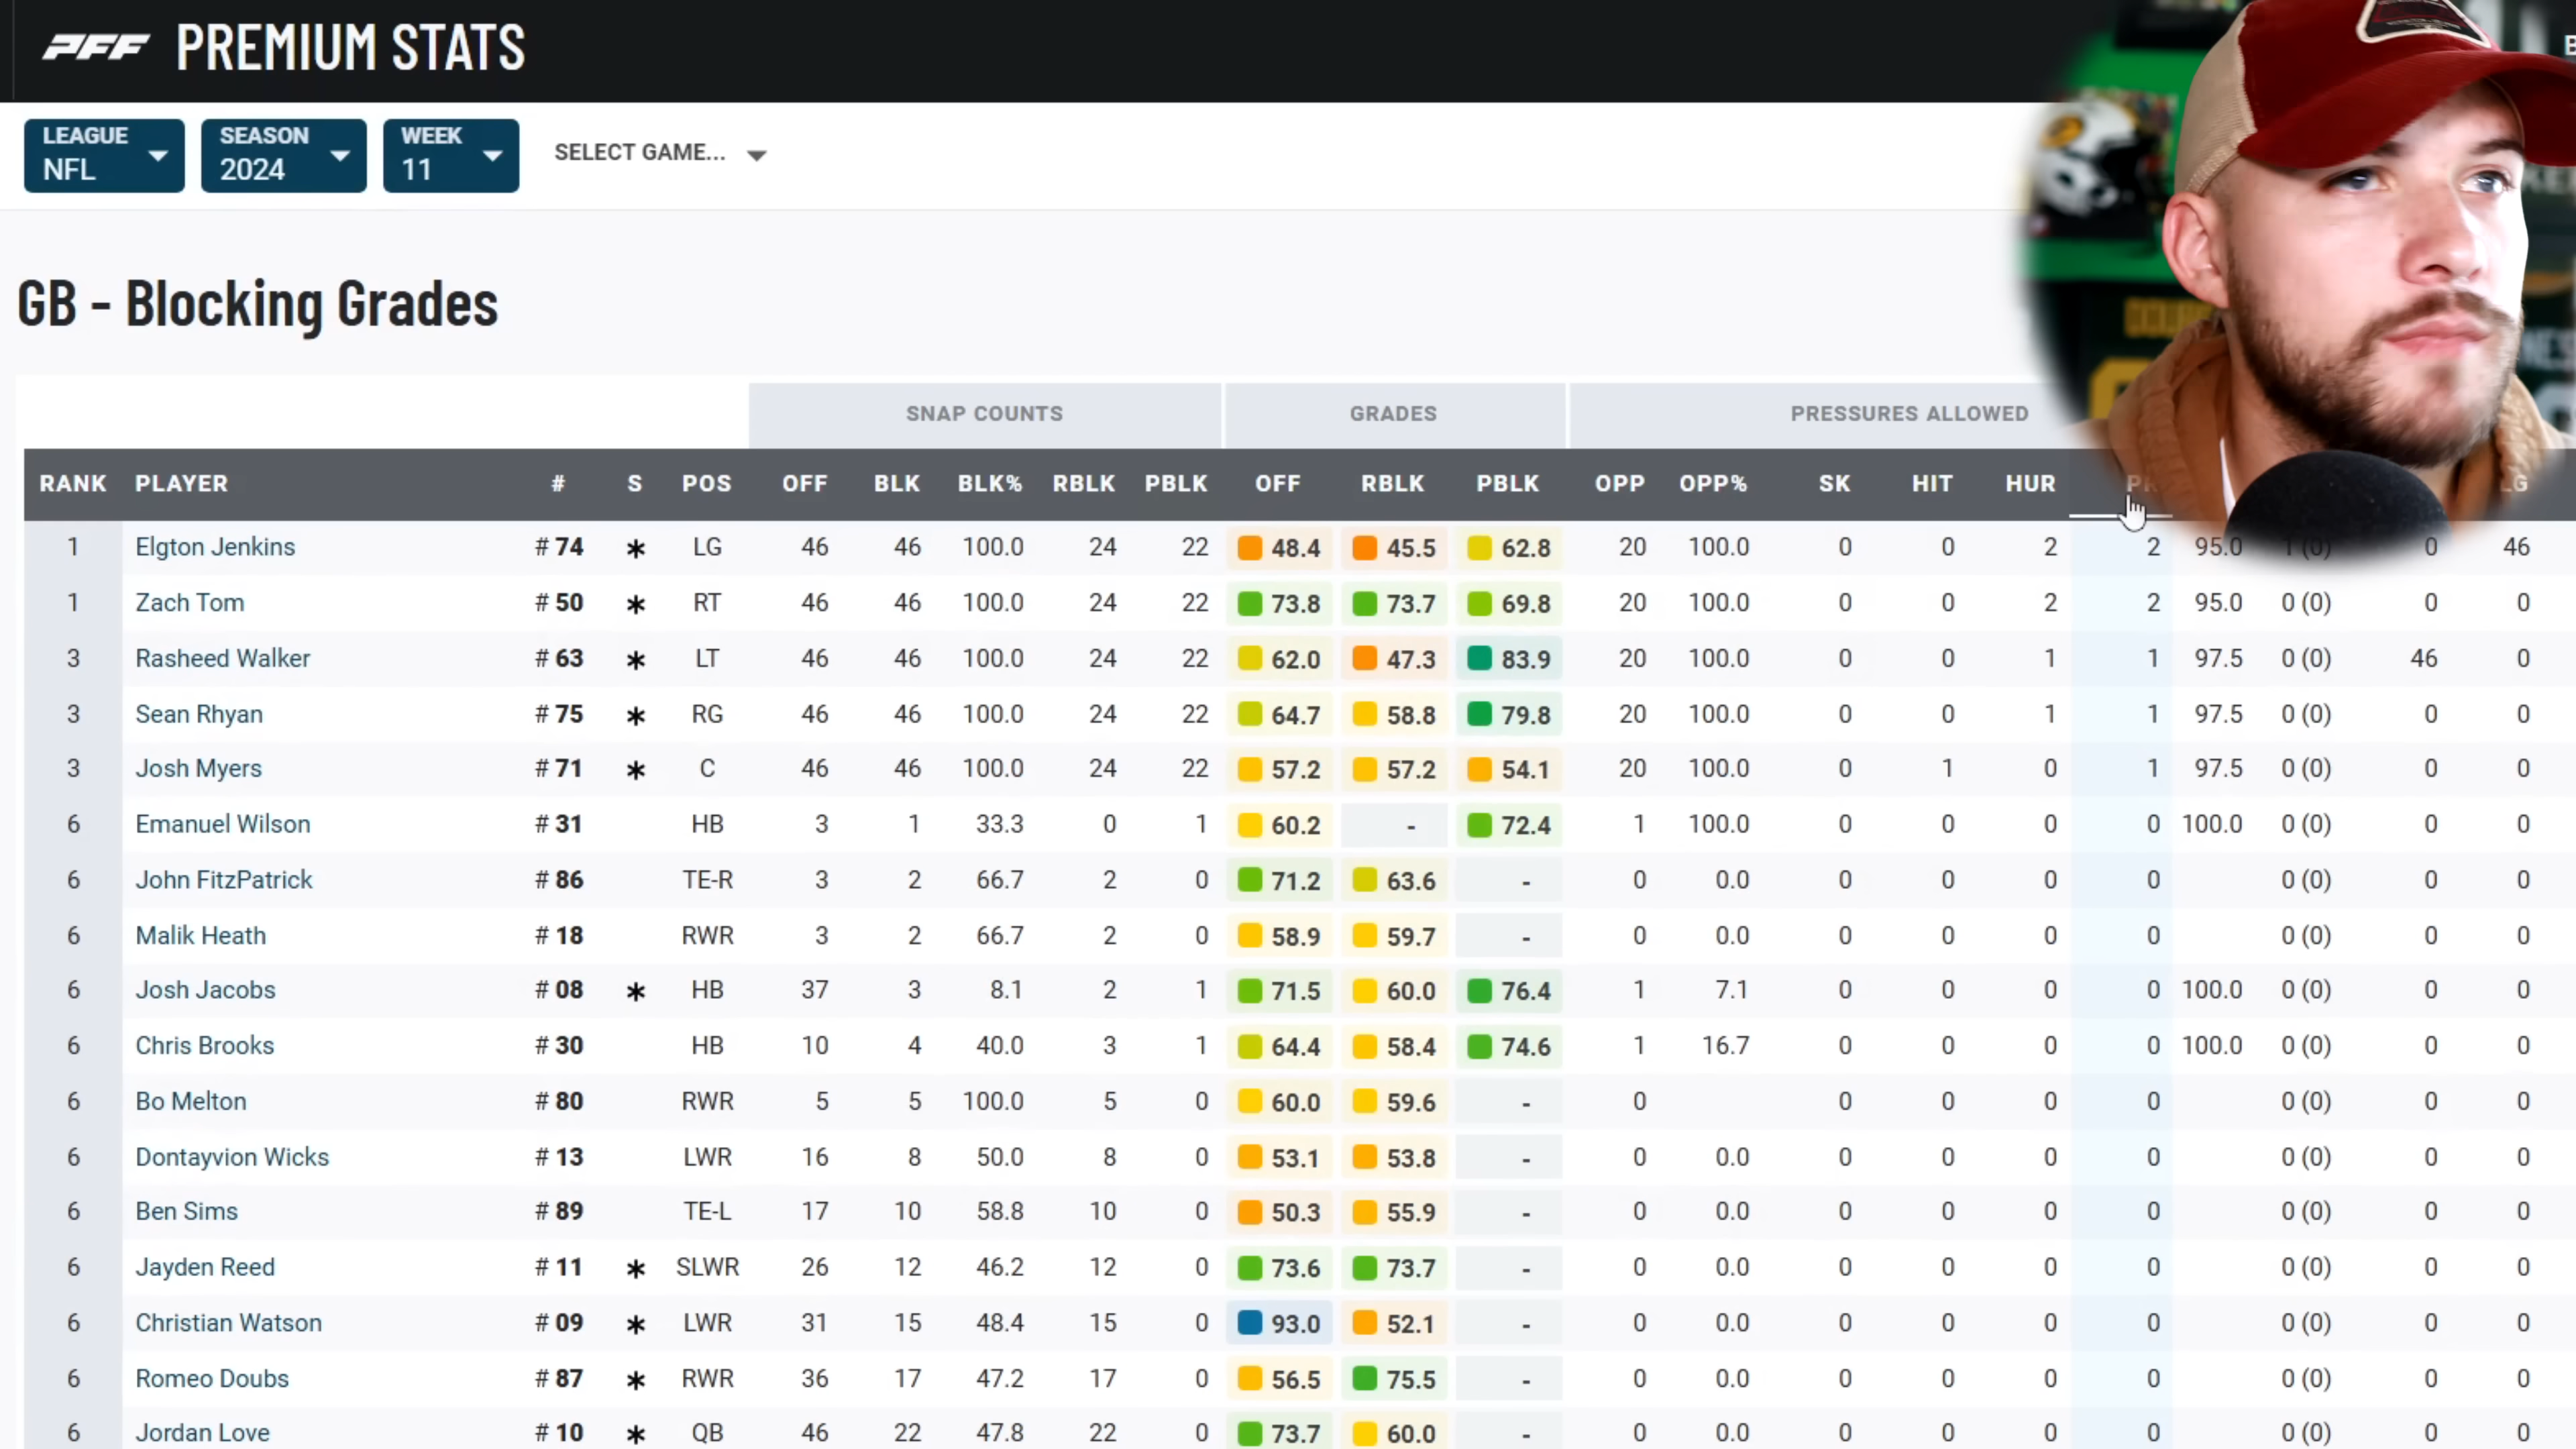 PFF PREMIUM STATS
LEAGUE NFL SEASON 2024 WEEK 11 SELECT GAME...
GB - Blocking Grades
SNAP COUNTS GRADES PRESSURES ALLOWED
RANK PLAYER # S POS OFF BLK BLK% RBLK PBLK OFF RBLK PBLK OPP OPP% SK HIT HUR LG
1 Elgton Jenkins #74 * LG 46 46 100.0 24 22 48.4 45.5 62.8 20 100.0 0 0 2 2 95.0 1 (0) 0 46
1 Zach Tom #50 * RT 46 46 100.0 24 22 73.8 73.7 69.8 20 100.0 0 0 2 2 95.0 0 (0) 0 0
3 Rasheed Walker #63 * LT 46 46 100.0 24 22 62.0 47.3 83.9 20 100.0 0 0 1 1 97.5 0 (0) 46 0
3 Sean Rhyan #75 * RG 46 46 100.0 24 22 64.7 58.8 79.8 20 100.0 0 0 1 1 97.5 0 (0) 0 0
3 Josh Myers #71 * C 46 46 100.0 24 22 57.2 57.2 54.1 20 100.0 0 1 0 1 97.5 0 (0) 0 0
6 Emanuel Wilson #31 HB 3 1 33.3 0 1 60.2 - 72.4 1 100.0 0 0 0 0 100.0 0 (0) 0 0
6 John FitzPatrick #86 TE-R 3 2 66.7 2 0 71.2 63.6 - 0 0.0 0 0 0 0 0 (0) 0 0
6 Malik Heath #18 RWR 3 2 66.7 2 0 58.9 59.7 - 0 0.0 0 0 0 0 0 (0) 0 0
6 Josh Jacobs #08 * HB 37 3 8.1 2 1 71.5 60.0 76.4 1 7.1 0 0 0 0 100.0 0 (0) 0 0
6 Chris Brooks #30 HB 10 4 40.0 3 1 64.4 58.4 74.6 1 16.7 0 0 0 0 100.0 0 (0) 0 0
6 Bo Melton #80 RWR 5 5 100.0 5 0 60.0 59.6 - 0 0 0 0 0 0 (0) 0 0
6 Dontayvion Wicks #13 LWR 16 8 50.0 8 0 53.1 53.8 - 0 0.0 0 0 0 0 0 (0) 0 0
6 Ben Sims #89 TE-L 17 10 58.8 10 0 50.3 55.9 - 0 0.0 0 0 0 0 0 (0) 0 0
6 Jayden Reed #11 * SLWR 26 12 46.2 12 0 73.6 73.7 - 0 0.0 0 0 0 0 0 (0) 0 0
6 Christian Watson #09 * LWR 31 15 48.4 15 0 93.0 52.1 - 0 0.0 0 0 0 0 0 (0) 0 0
6 Romeo Doubs #87 * RWR 36 17 47.2 17 0 56.5 75.5 - 0 0.0 0 0 0 0 0 (0) 0 0
6 Jordan Love #10 * QB 46 22 47.8 22 0 73.7 60.0 - 0 0.0 0 0 0 0 0 (0) 0 0